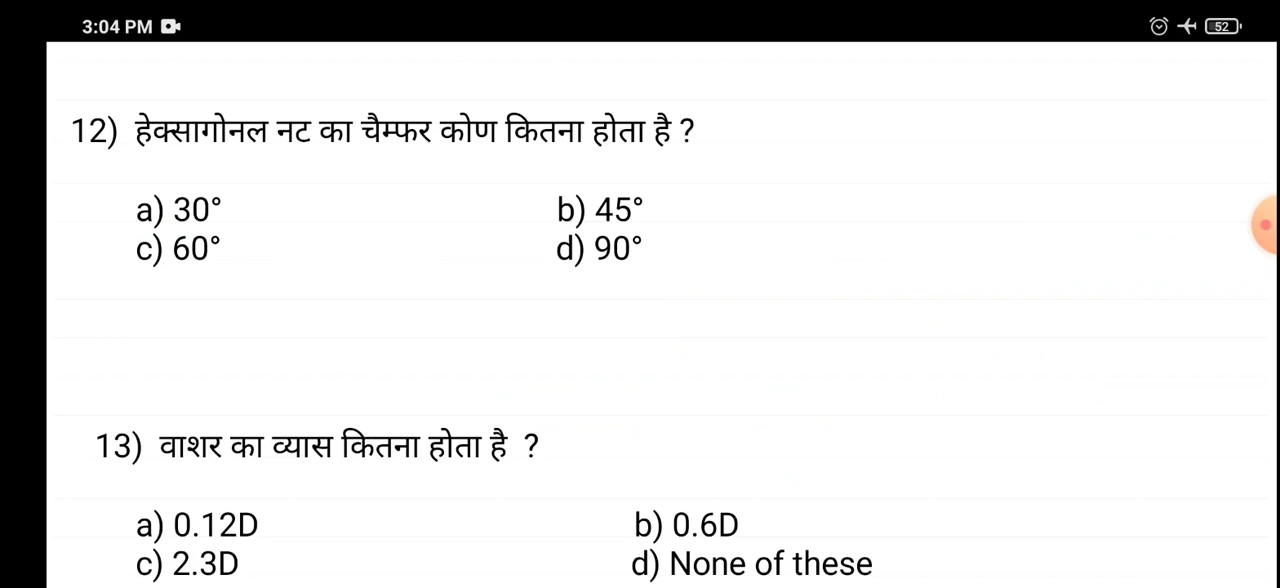 3:04 PM
52
12) हेक्सागोनल नट का चैम्फर कोण कितना होता है ?
a) 30° b) 45°
c) 60° d) 90°
13) वाशर का व्यास कितना होता है ?
a) 0.12D b) 0.6D
c) 2.3D d) None of these